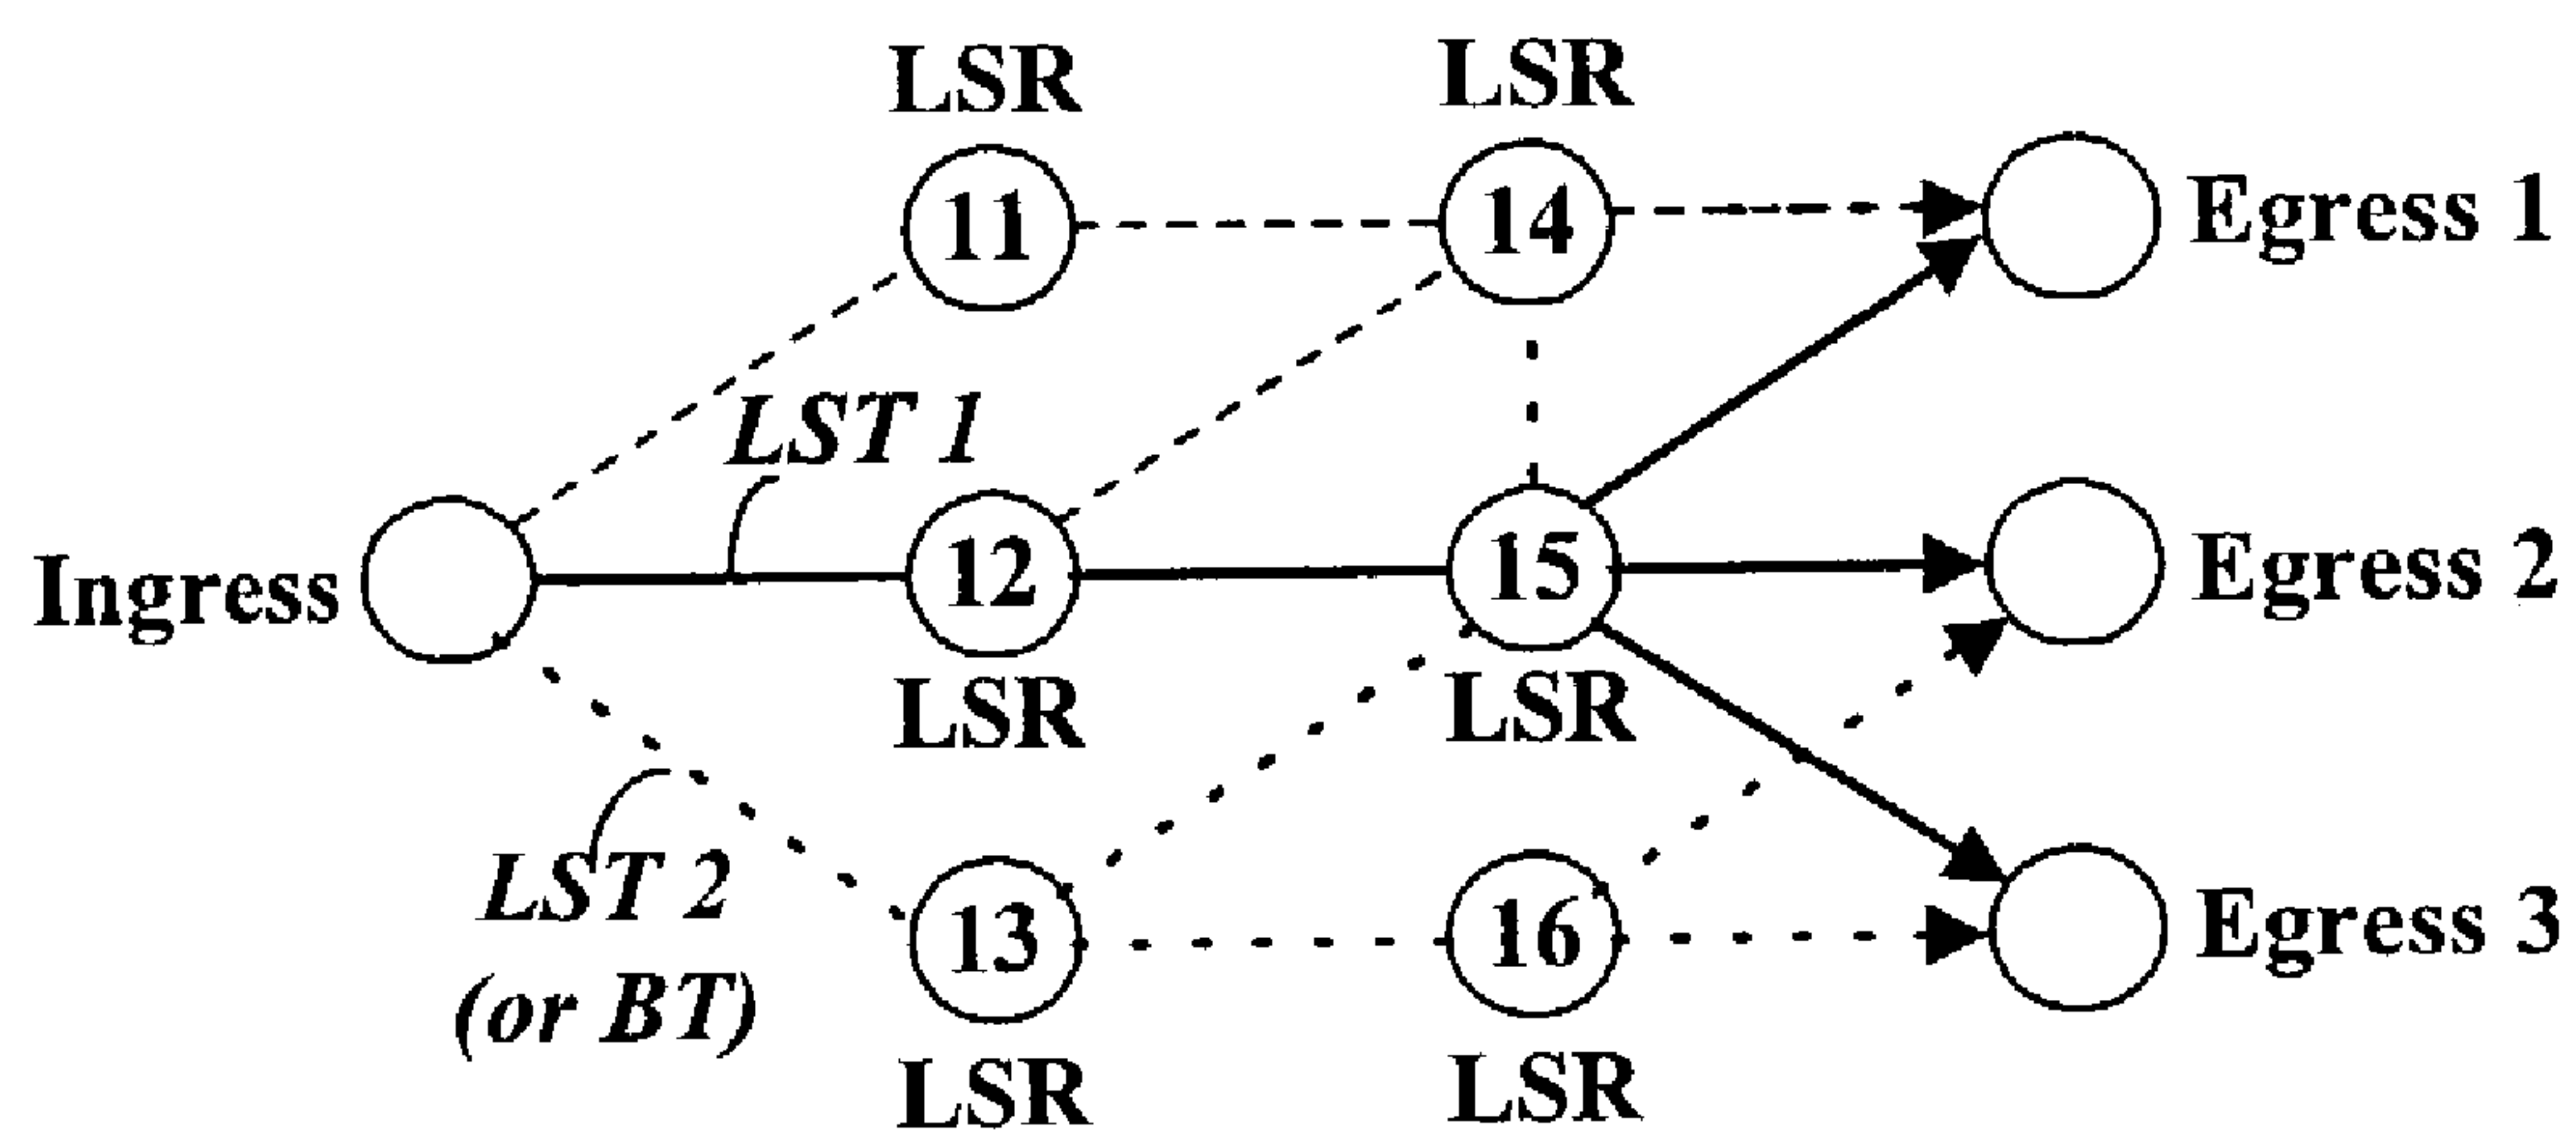 LSR
LSR
11
14
Egress 1
LST 1
Ingress
12
15
Egress 2
LSR
LSR
LST 2
(or BT)
13
16
Egress 3
LSR
LSR